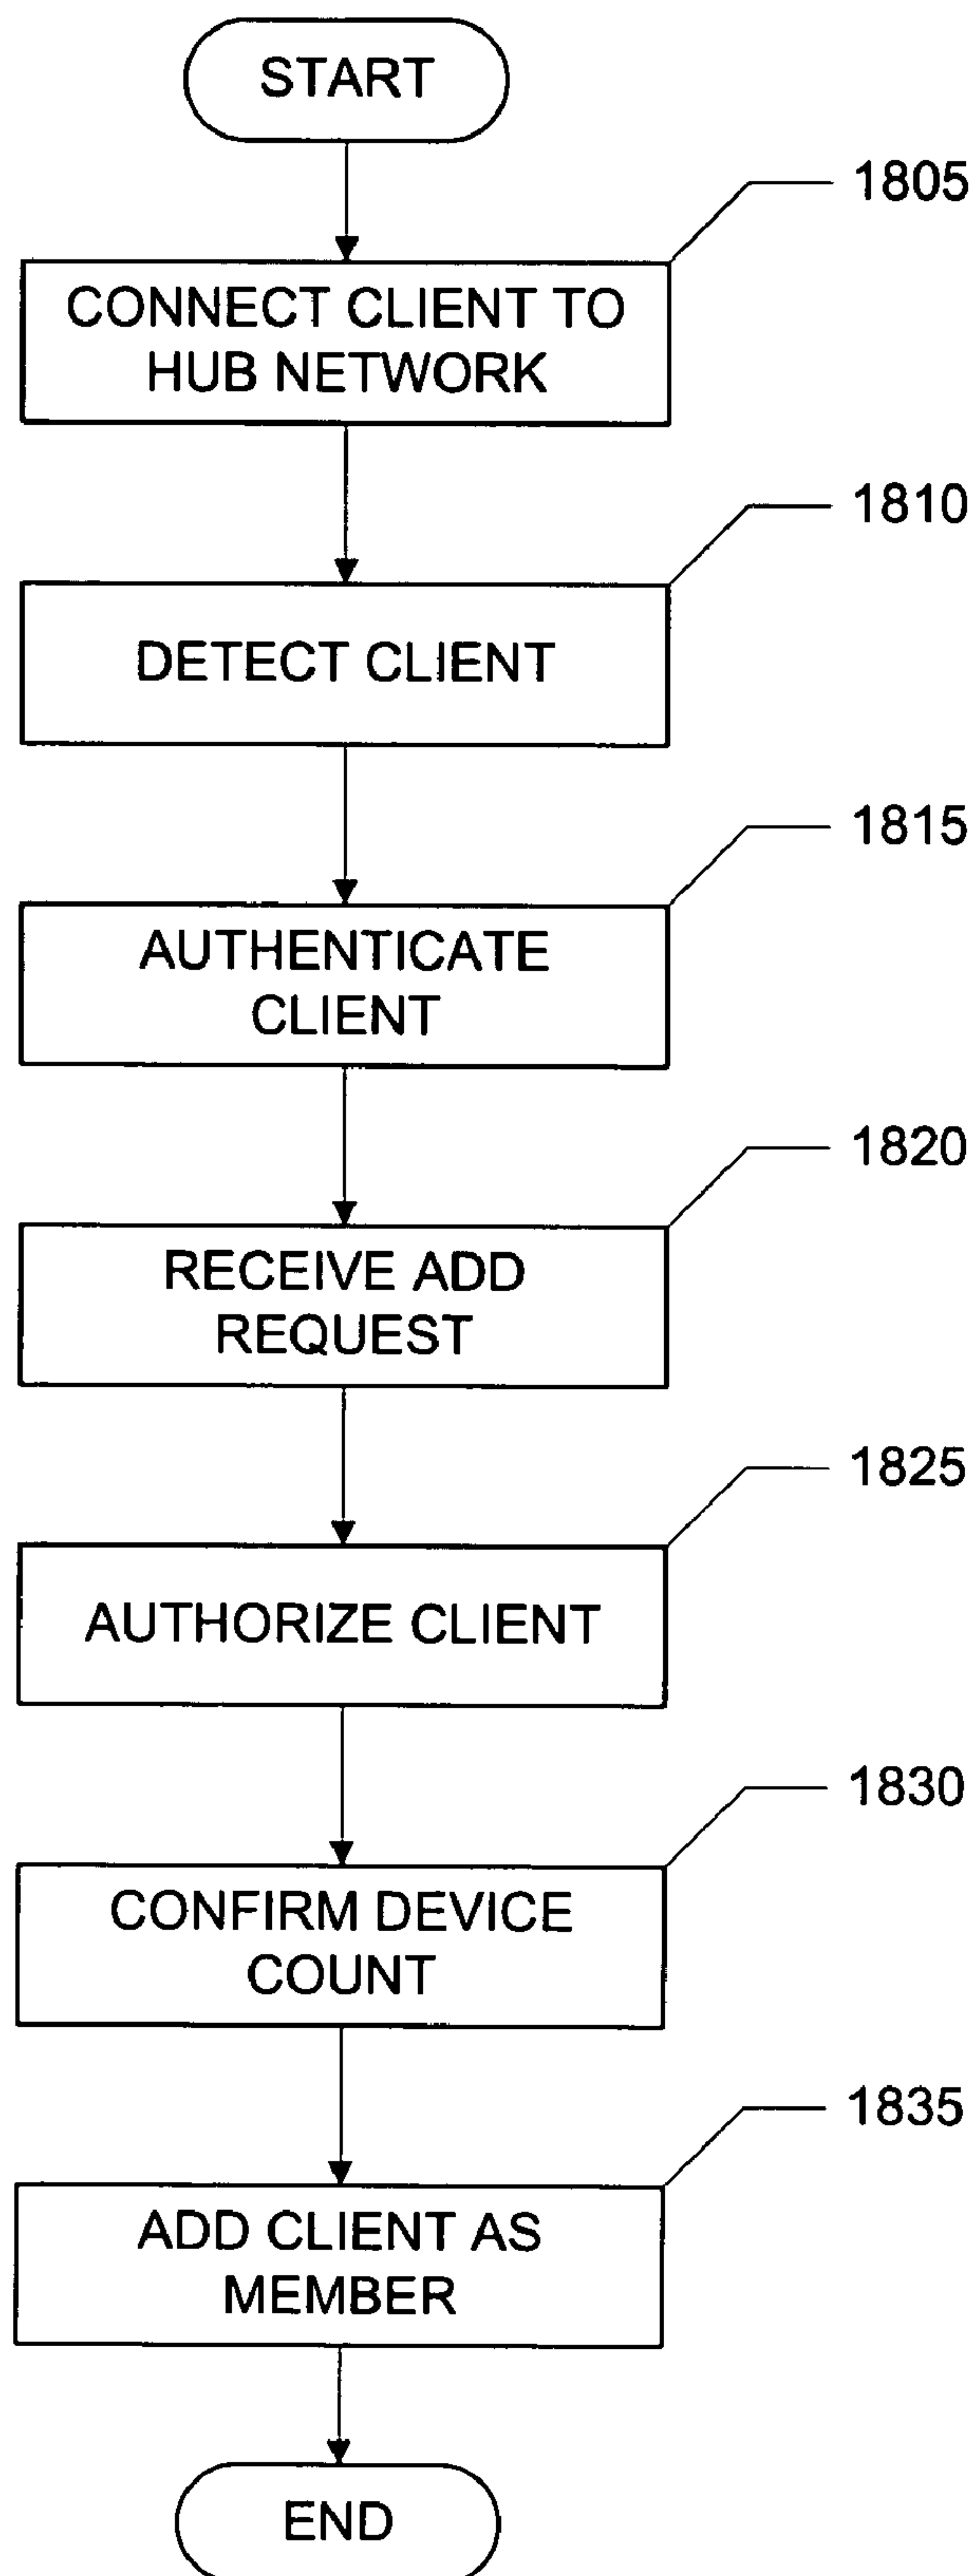 START
1805
CONNECT CLIENT TO
HUB NETWORK
1810
DETECT CLIENT
1815
AUTHENTICATE
CLIENT
1820
RECEIVE ADD
REQUEST
1825
AUTHORIZE CLIENT
1830
CONFIRM DEVICE
COUNT
1835
ADD CLIENT AS
MEMBER
END